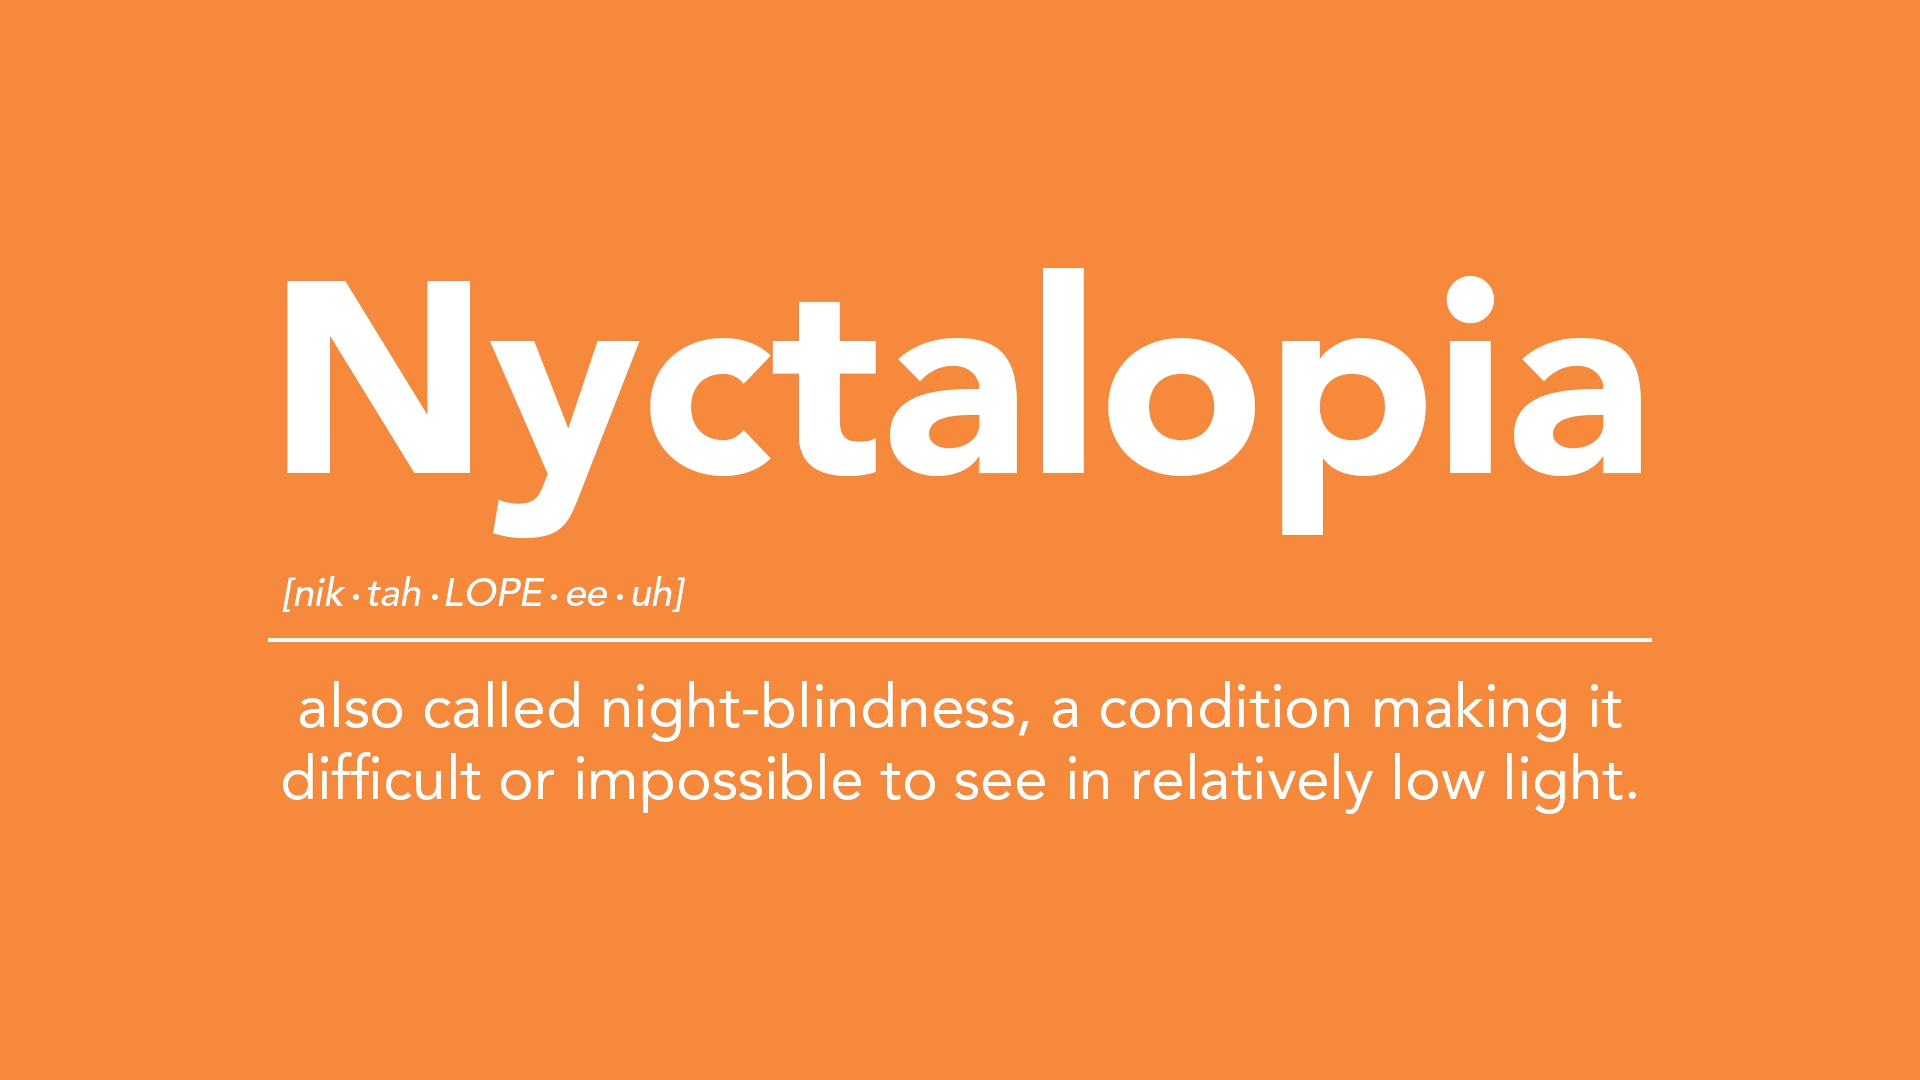 Nyctalopia
[nik · tah · LOPE · ee · uh]
also called night-blindness, a condition making it
difficult or impossible to see in relatively low light.